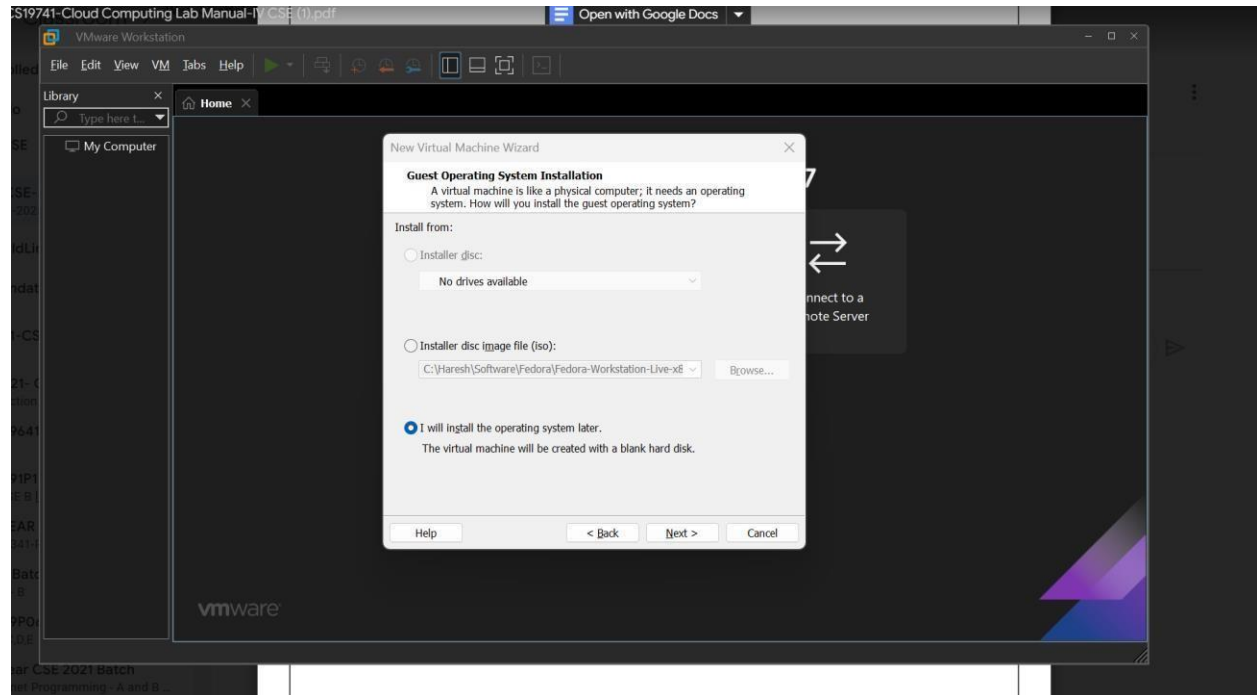 CS19741-Cloud Computing Lab Manual-IV CSE (1).pdf
Open with Google Docs
VMware Workstation
File Edit View VM Tabs Help
Library
Home
Type here t...
My Computer
New Virtual Machine Wizard
Guest Operating System Installation
A virtual machine is like a physical computer; it needs an operating
system. How will you install the guest operating system?
Install from:
Installer disc:
No drives available
nnect to a
note Server
Installer disc image file (iso):
C:\Haresh\Software\Fedora\Fedora-Workstation-Live-x8
Browse...
I will install the operating system later.
The virtual machine will be created with a blank hard disk.
Help
< Back
Next >
Cancel
vmware
ar CSE 2021 Batch
er Programming - A and B